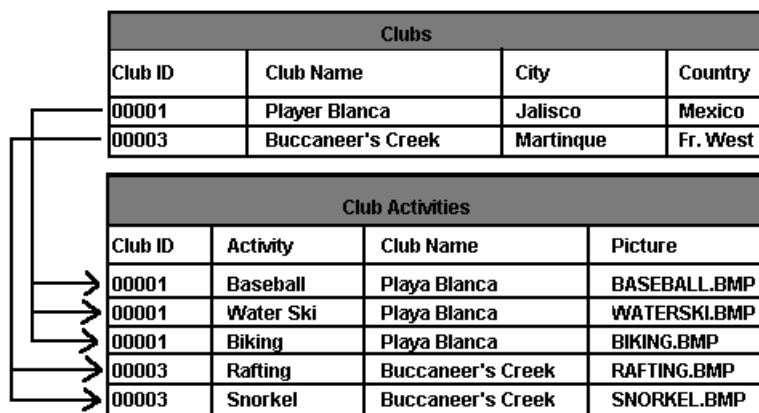 Clubs
Club ID Club Name City Country
00001 Player Blanca Jalisco Mexico
00003 Buccaneer's Creek Martinque Fr. West
Club Activities
Club ID Activity Club Name Picture
00001 Baseball Playa Blanca BASEBALL.BMP
00001 Water Ski Playa Blanca WATERSKI.BMP
00001 Biking Playa Blanca BIKING.BMP
00003 Rafting Buccaneer's Creek RAFTING.BMP
00003 Snorkel Buccaneer's Creek SNORKEL.BMP